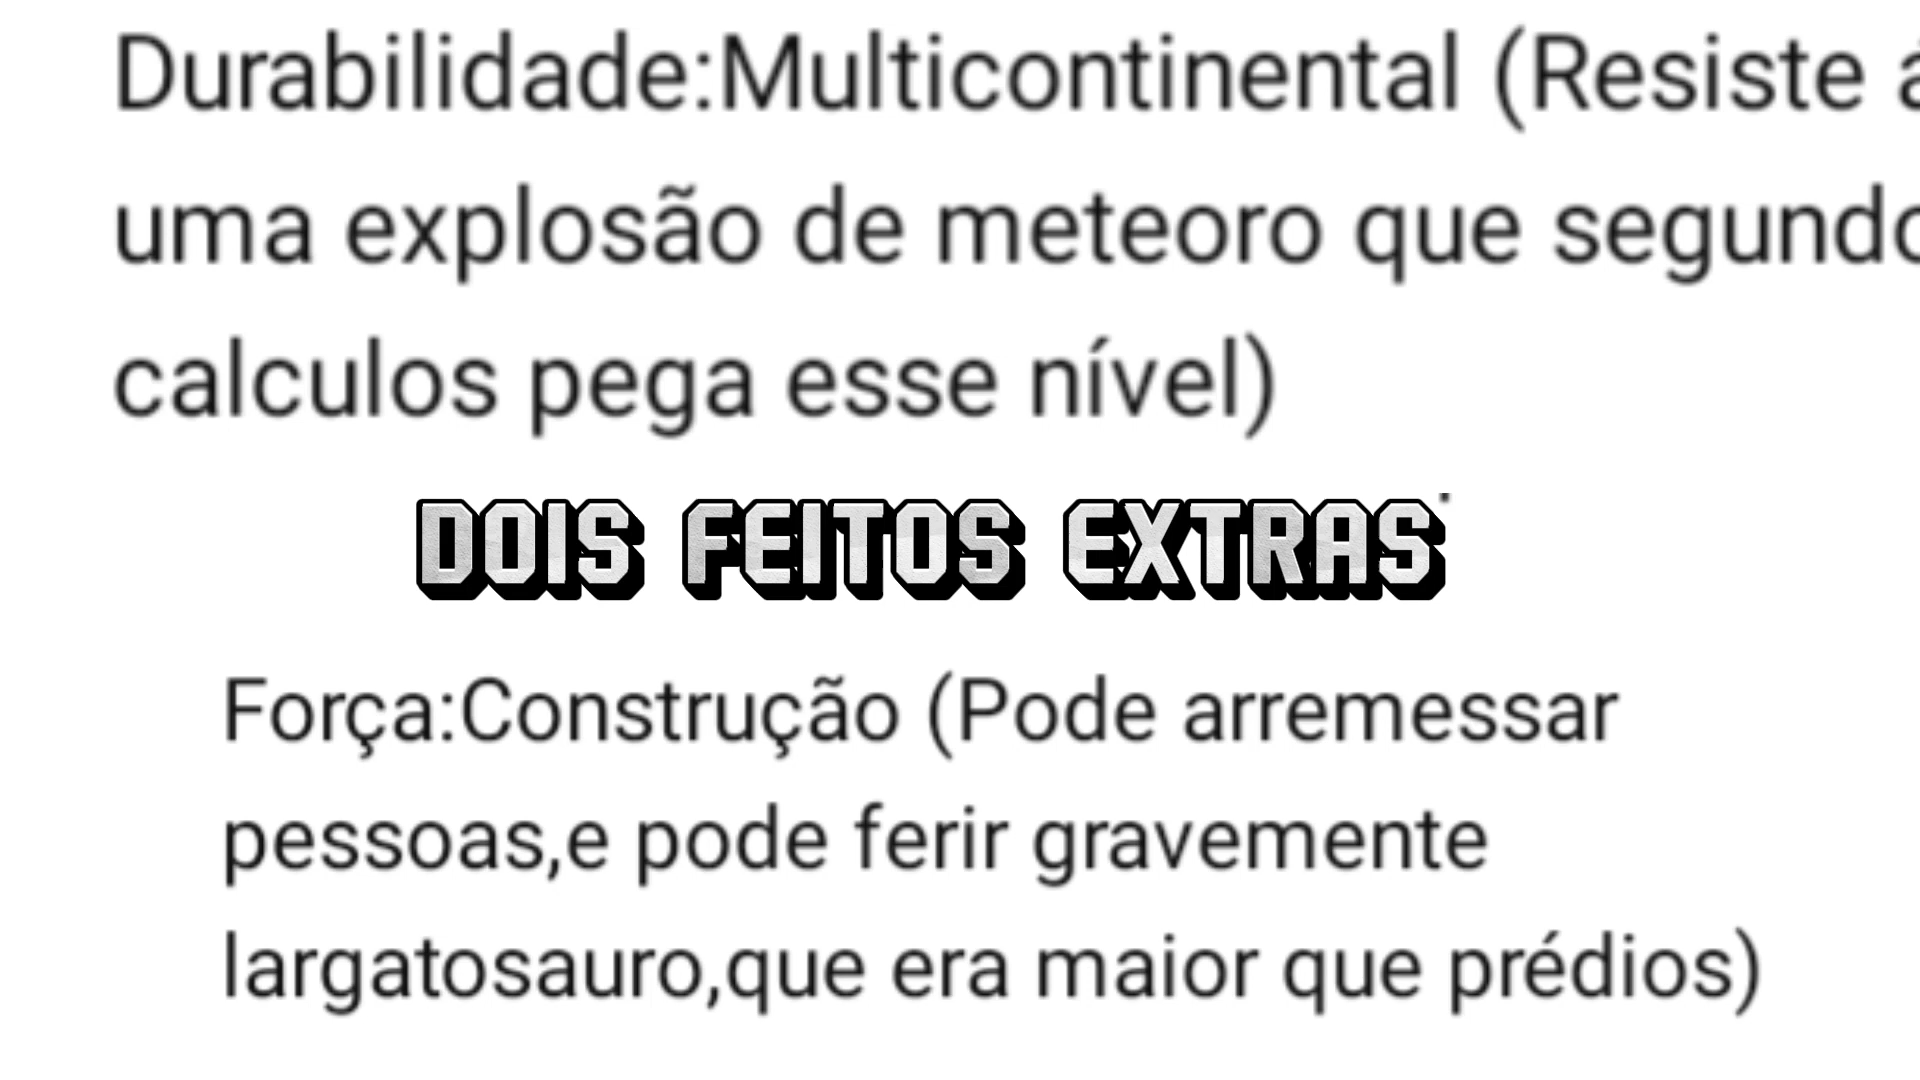 Durabilidade:Multicontinental (Resiste á
uma explosão de meteoro que segundo
calculos pega esse nível)
DOIS FEITOS EXTRAS
Força:Construção (Pode arremessar
pessoas,e pode ferir gravemente
largatosauro,que era maior que prédios)